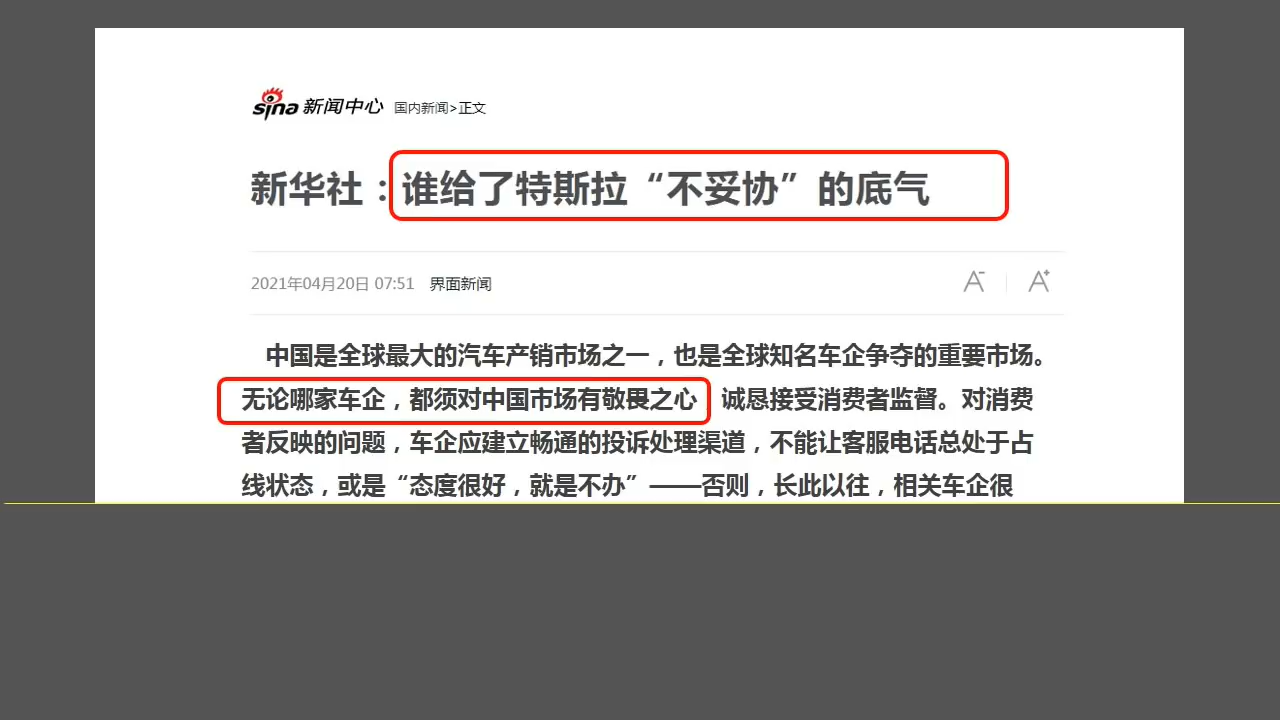 sina 新闻中心 国内新闻>正文
新华社：谁给了特斯拉“不妥协”的底气
2021年04月20日 07:51 界面新闻 A- A+
中国是全球最大的汽车产销市场之一，也是全球知名车企争夺的重要市场。
无论哪家车企，都须对中国市场有敬畏之心 诚恳接受消费者监督。对消费
者反映的问题，车企应建立畅通的投诉处理渠道，不能让客服电话总处于占
线状态，或是“态度很好，就是不办”——否则，长此以往，相关车企很